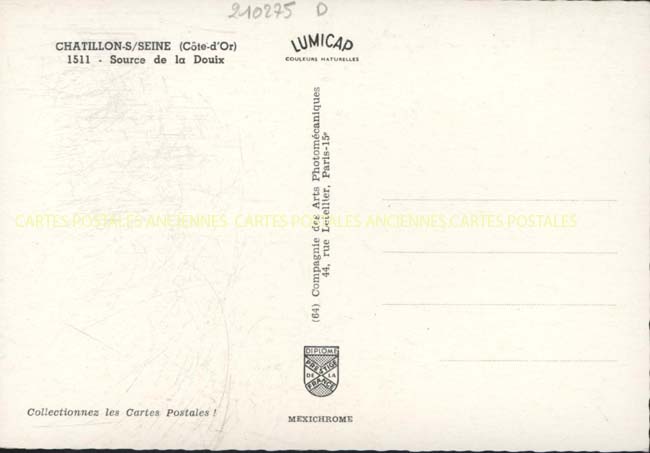 210275 D
CHATILLON-S/SEINE (Côte-d'Or)
1511 - Source de la Douix
LUMICAP
COULEURS NATURELLES
(64) Compagnie des Arts Photomécaniques
44, rue Letellier, Paris-15e
CARTES POSTALES ANCIENNES CARTES POSTALES ANCIENNES CARTES POSTALES
DIPLOME
PRESTIGE
DE LA
FRANCE
Collectionnez les Cartes Postales !
MEXICHROME